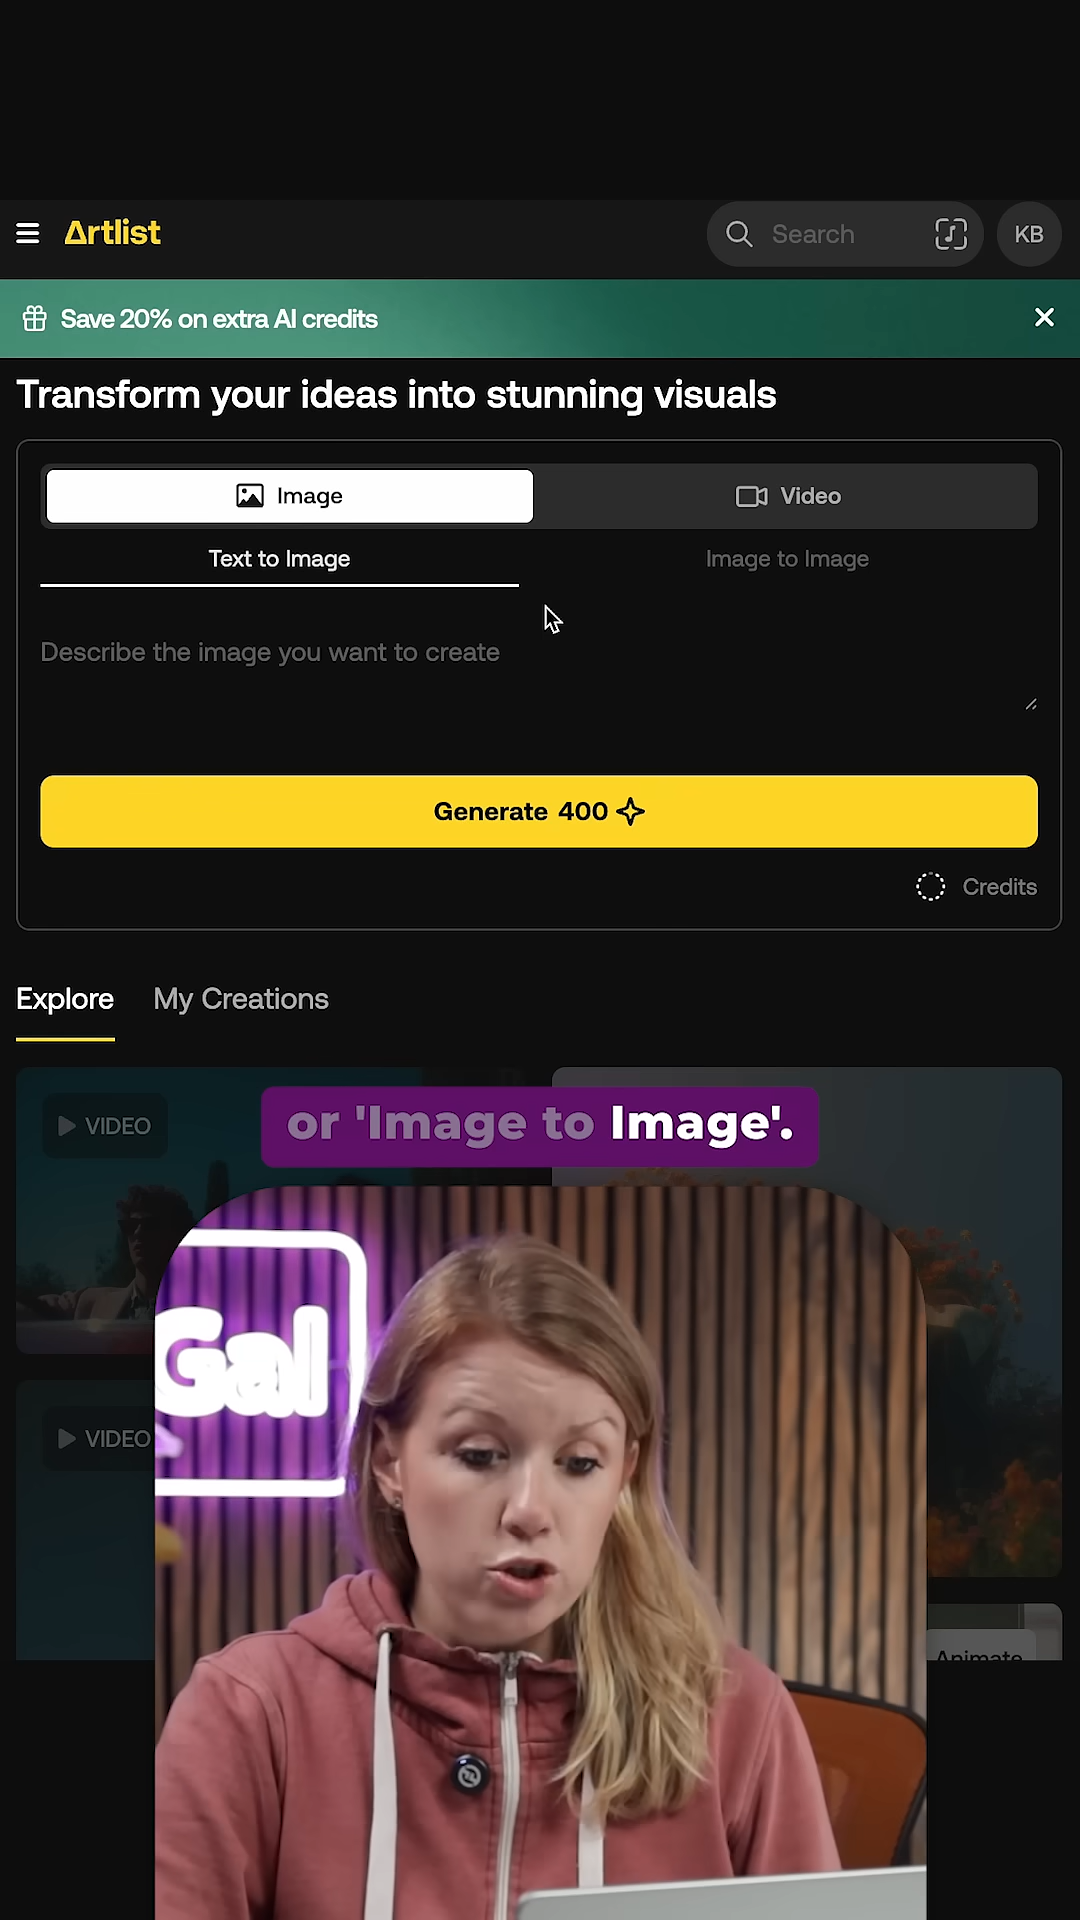 Artlist
Search
KB
Save 20% on extra AI credits
Transform your ideas into stunning visuals
Image
Video
Text to Image
Image to Image
Describe the image you want to create
Generate 400
Credits
Explore
My Creations
VIDEO
or 'Image to Image'.
Gal
VIDEO
Animate